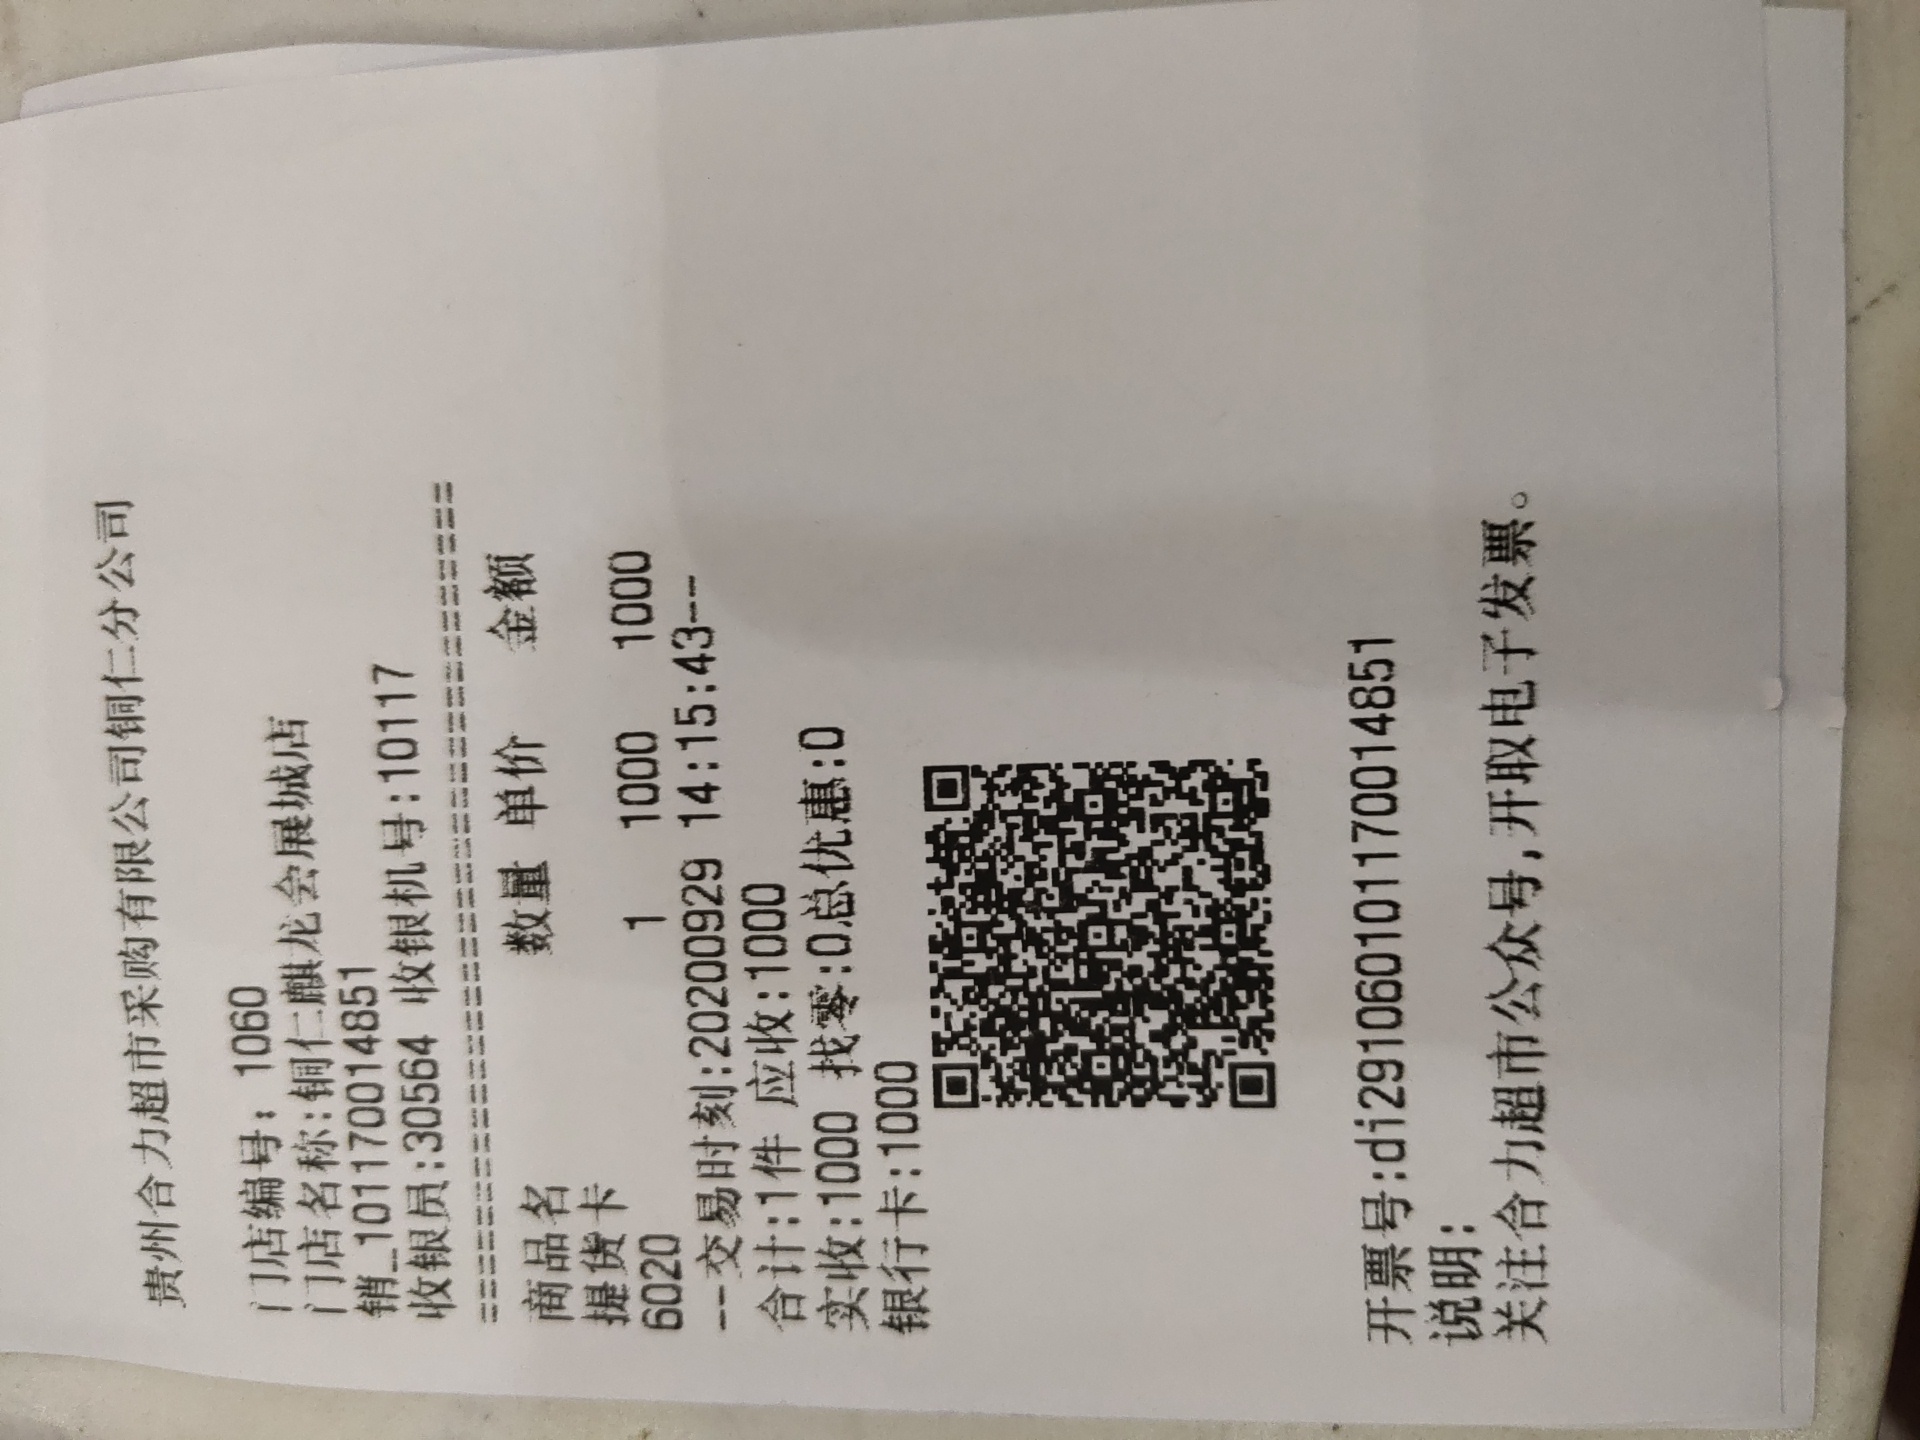 贵州合力超市采购有限公司铜仁分公司
门店编号: 1060
门店名称:铜仁麒龙会展城店
销_101170014851
收银员:30564 收银机号:10117
========================================
商品名 数量 单价 金额
提货卡
6020 1 1000 1000
--交易时刻:20200929 14:15:43--
合计:1件 应收:1000
实收:1000 找零:0总优惠:0
银行卡:1000
开票号:di291060101170014851
说明:
关注合力超市公众号,开取电子发票。